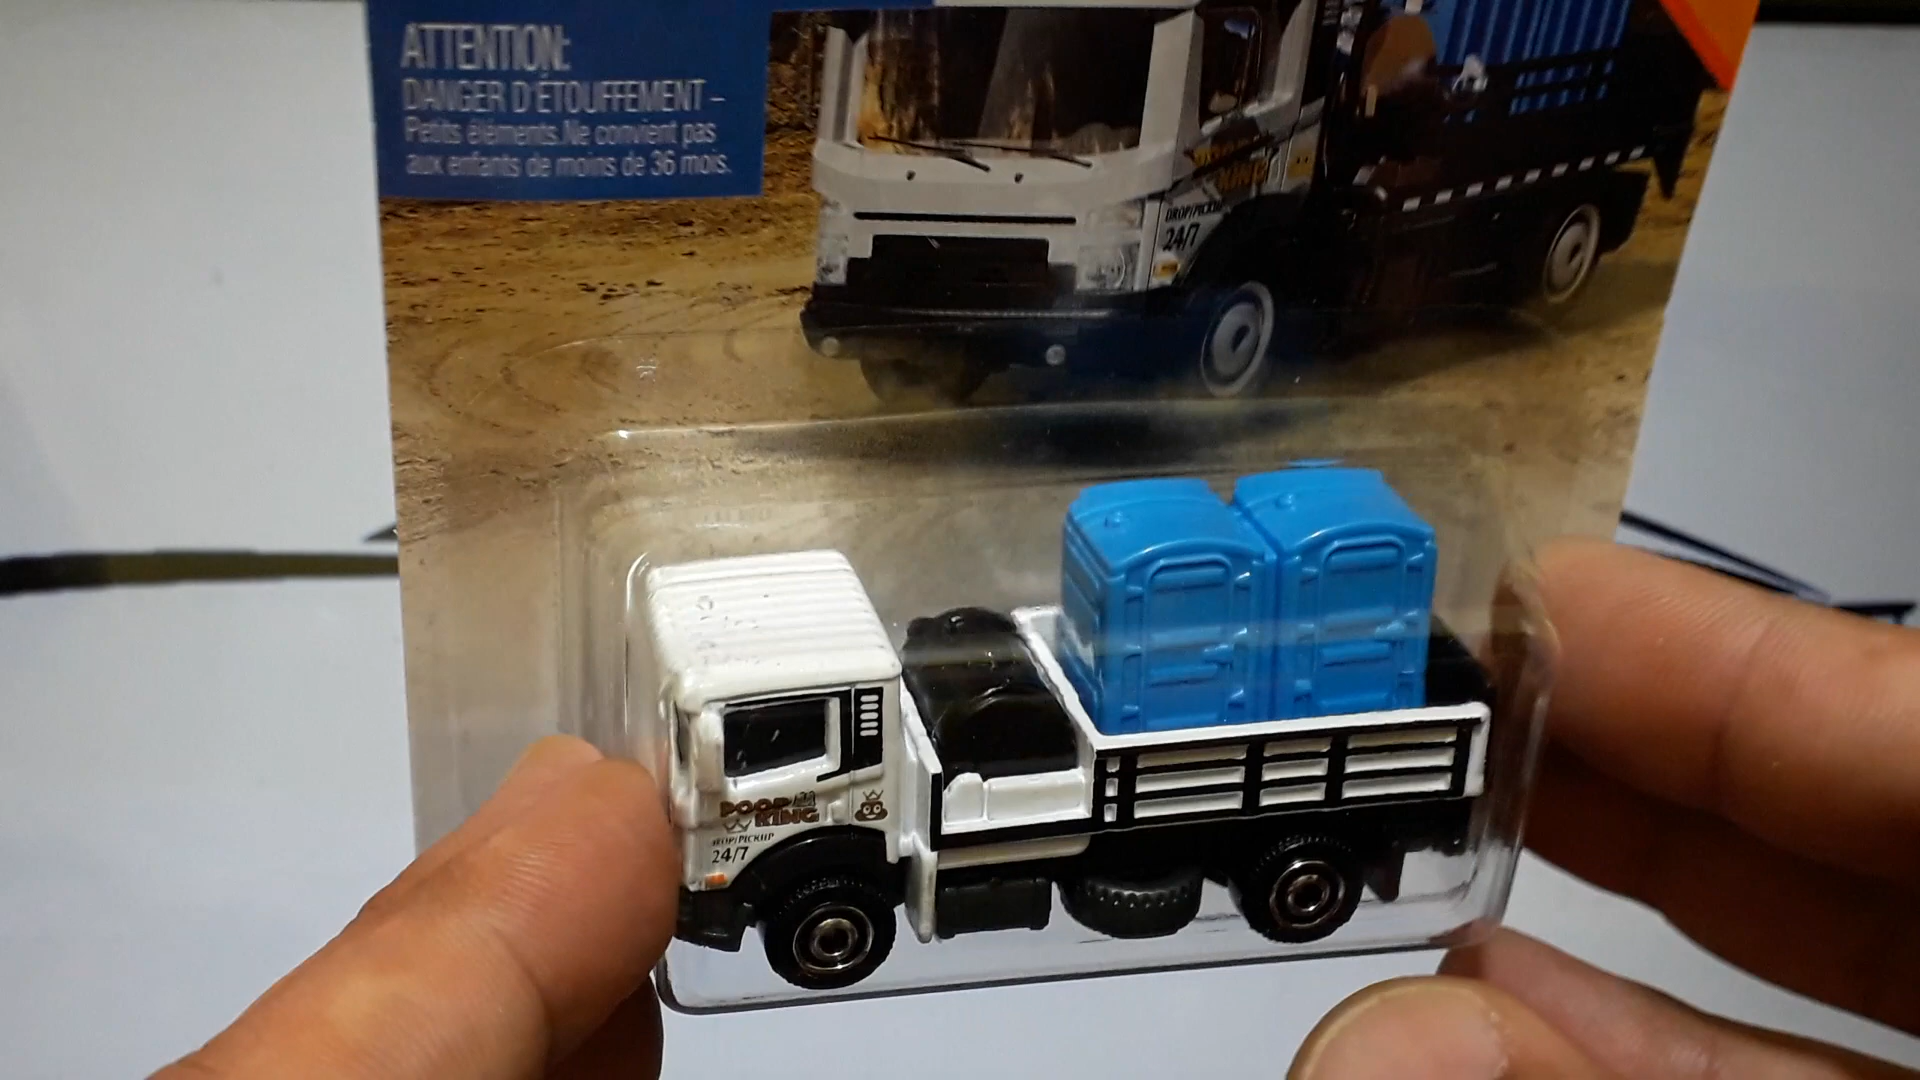 ATTENTION:
DANGER D'ÉTOUFFEMENT –
Petits éléments.Ne convient pas
aux enfants de moins de 36 mois.
KING
DROP/PICKUP
24/7
POOP
KING
DROP/PICKUP
24/7